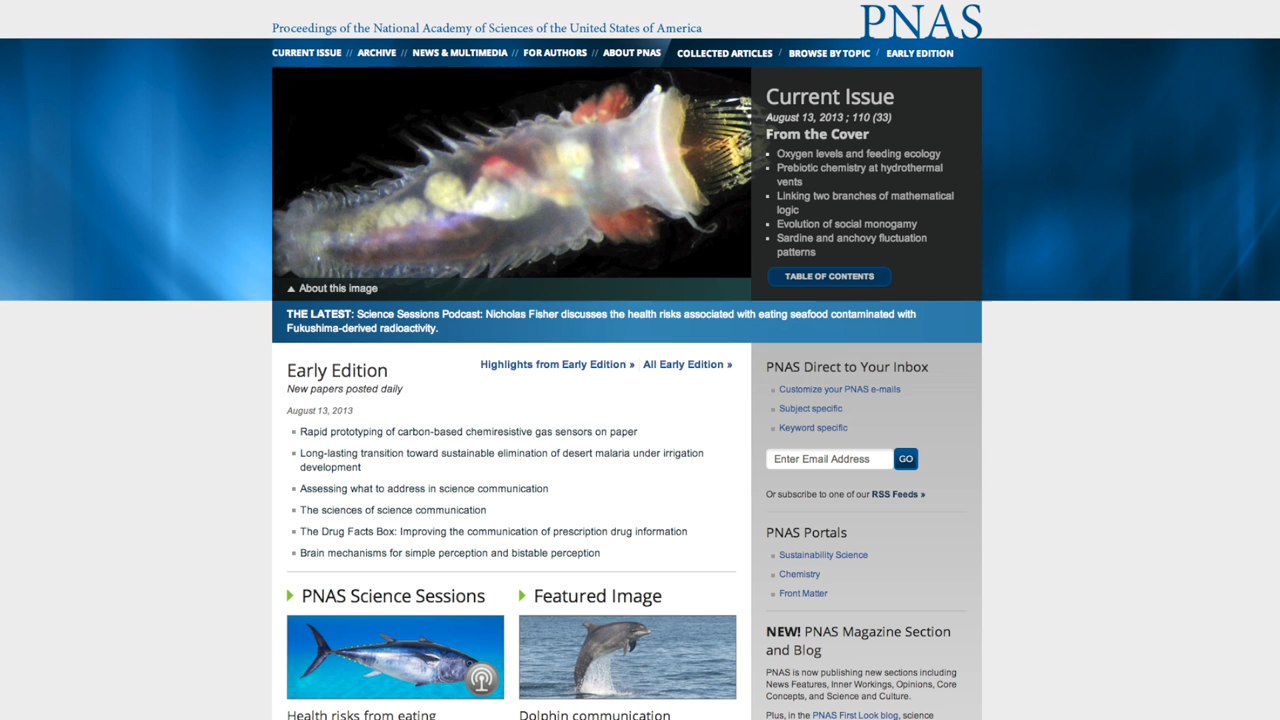 Proceedings of the National Academy of Sciences of the United States of America
PNAS
CURRENT ISSUE // ARCHIVE // NEWS & MULTIMEDIA // FOR AUTHORS // ABOUT PNAS
COLLECTED ARTICLES / BROWSE BY TOPIC / EARLY EDITION
About this image
Current Issue
August 13, 2013 ; 110 (33)
From the Cover
Oxygen levels and feeding ecology
Prebiotic chemistry at hydrothermal
vents
Linking two branches of mathematical
logic
Evolution of social monogamy
Sardine and anchovy fluctuation
patterns
TABLE OF CONTENTS
THE LATEST: Science Sessions Podcast: Nicholas Fisher discusses the health risks associated with eating seafood contaminated with
Fukushima-derived radioactivity.
Early Edition
Highlights from Early Edition » All Early Edition »
New papers posted daily
August 13, 2013
Rapid prototyping of carbon-based chemiresistive gas sensors on paper
Long-lasting transition toward sustainable elimination of desert malaria under irrigation
development
Assessing what to address in science communication
The sciences of science communication
The Drug Facts Box: Improving the communication of prescription drug information
Brain mechanisms for simple perception and bistable perception
PNAS Science Sessions
Health risks from eating
Featured Image
Dolphin communication
PNAS Direct to Your Inbox
Customize your PNAS e-mails
Subject specific
Keyword specific
Enter Email Address GO
Or subscribe to one of our RSS Feeds »
PNAS Portals
Sustainability Science
Chemistry
Front Matter
NEW! PNAS Magazine Section
and Blog
PNAS is now publishing new sections including
News Features, Inner Workings, Opinions, Core
Concepts, and Science and Culture.
Plus, in the PNAS First Look blog, science